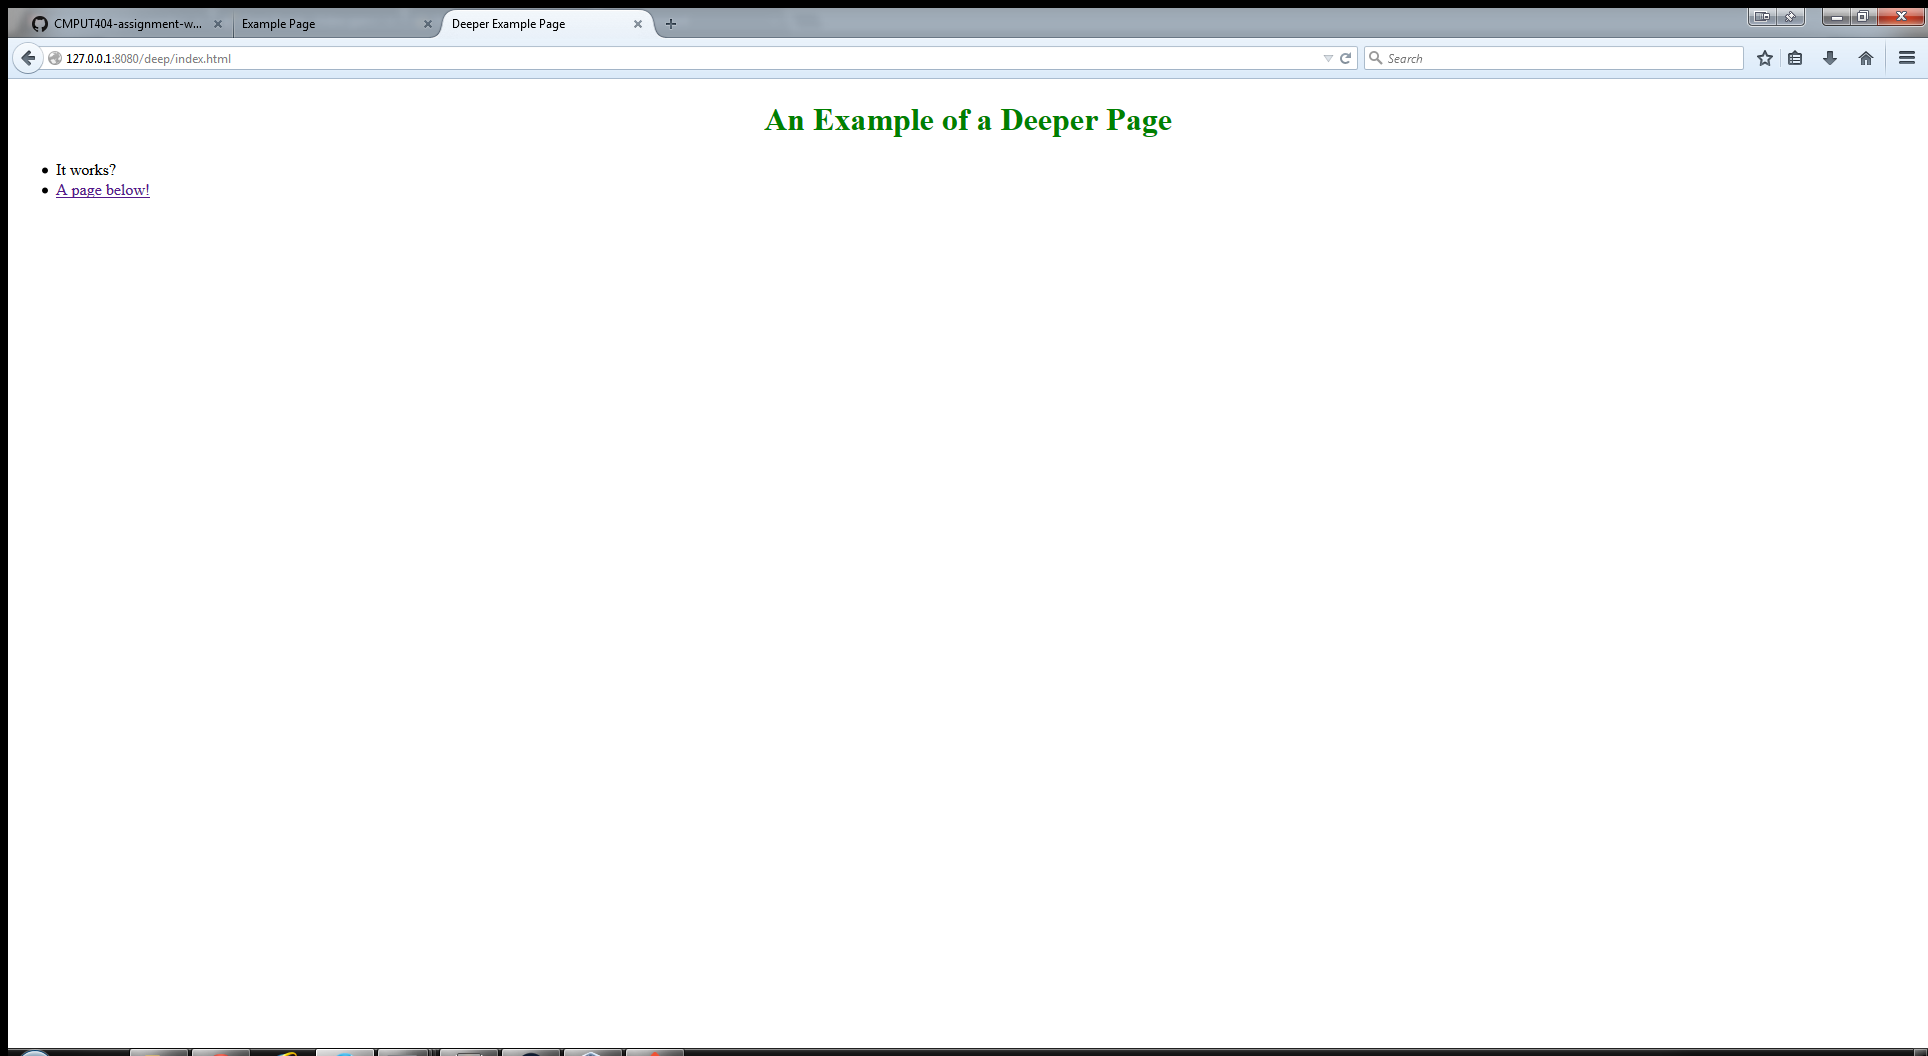 CMPUT404-assignment-w...
Example Page
Deeper Example Page
127.0.0.1:8080/deep/index.html
Search
An Example of a Deeper Page
It works?
A page below!